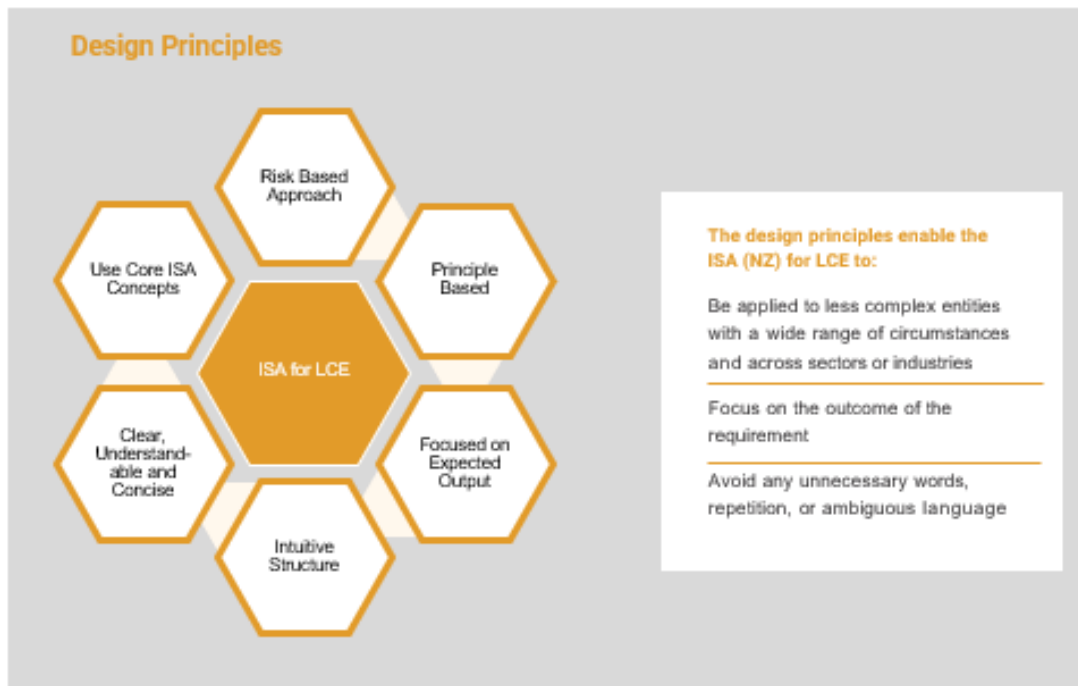 Design Principles
Risk Based
Approach
Principle
Based
Focused on
Expected
Output
Intuitive
Structure
Clear,
Understand-
able and
Concise
Use Core ISA
Concepts
ISA for LCE
The design principles enable the
ISA (NZ) for LCE to:
Be applied to less complex entities
with a wide range of circumstances
and across sectors or industries
Focus on the outcome of the
requirement
Avoid any unnecessary words,
repetition, or ambiguous language